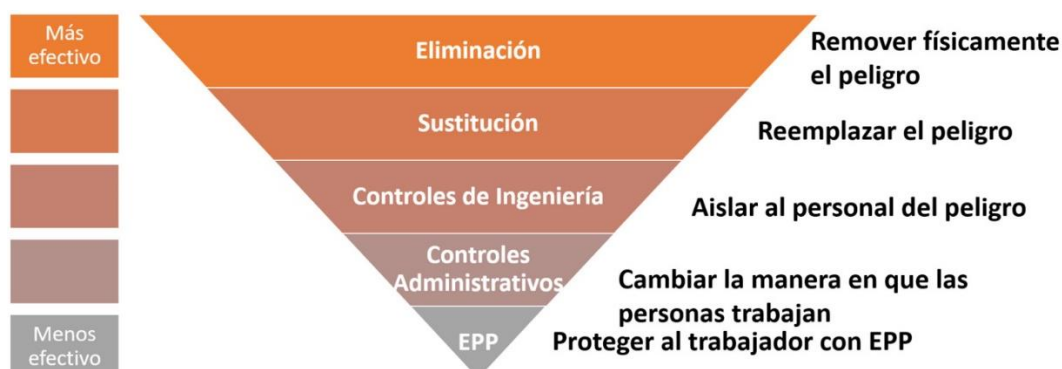 Más
efectivo
Eliminación
Remover físicamente
el peligro
Sustitución
Reemplazar el peligro
Controles de Ingeniería
Aislar al personal del peligro
Controles
Administrativos
Cambiar la manera en que las
personas trabajan
Menos
efectivo
EPP
Proteger al trabajador con EPP